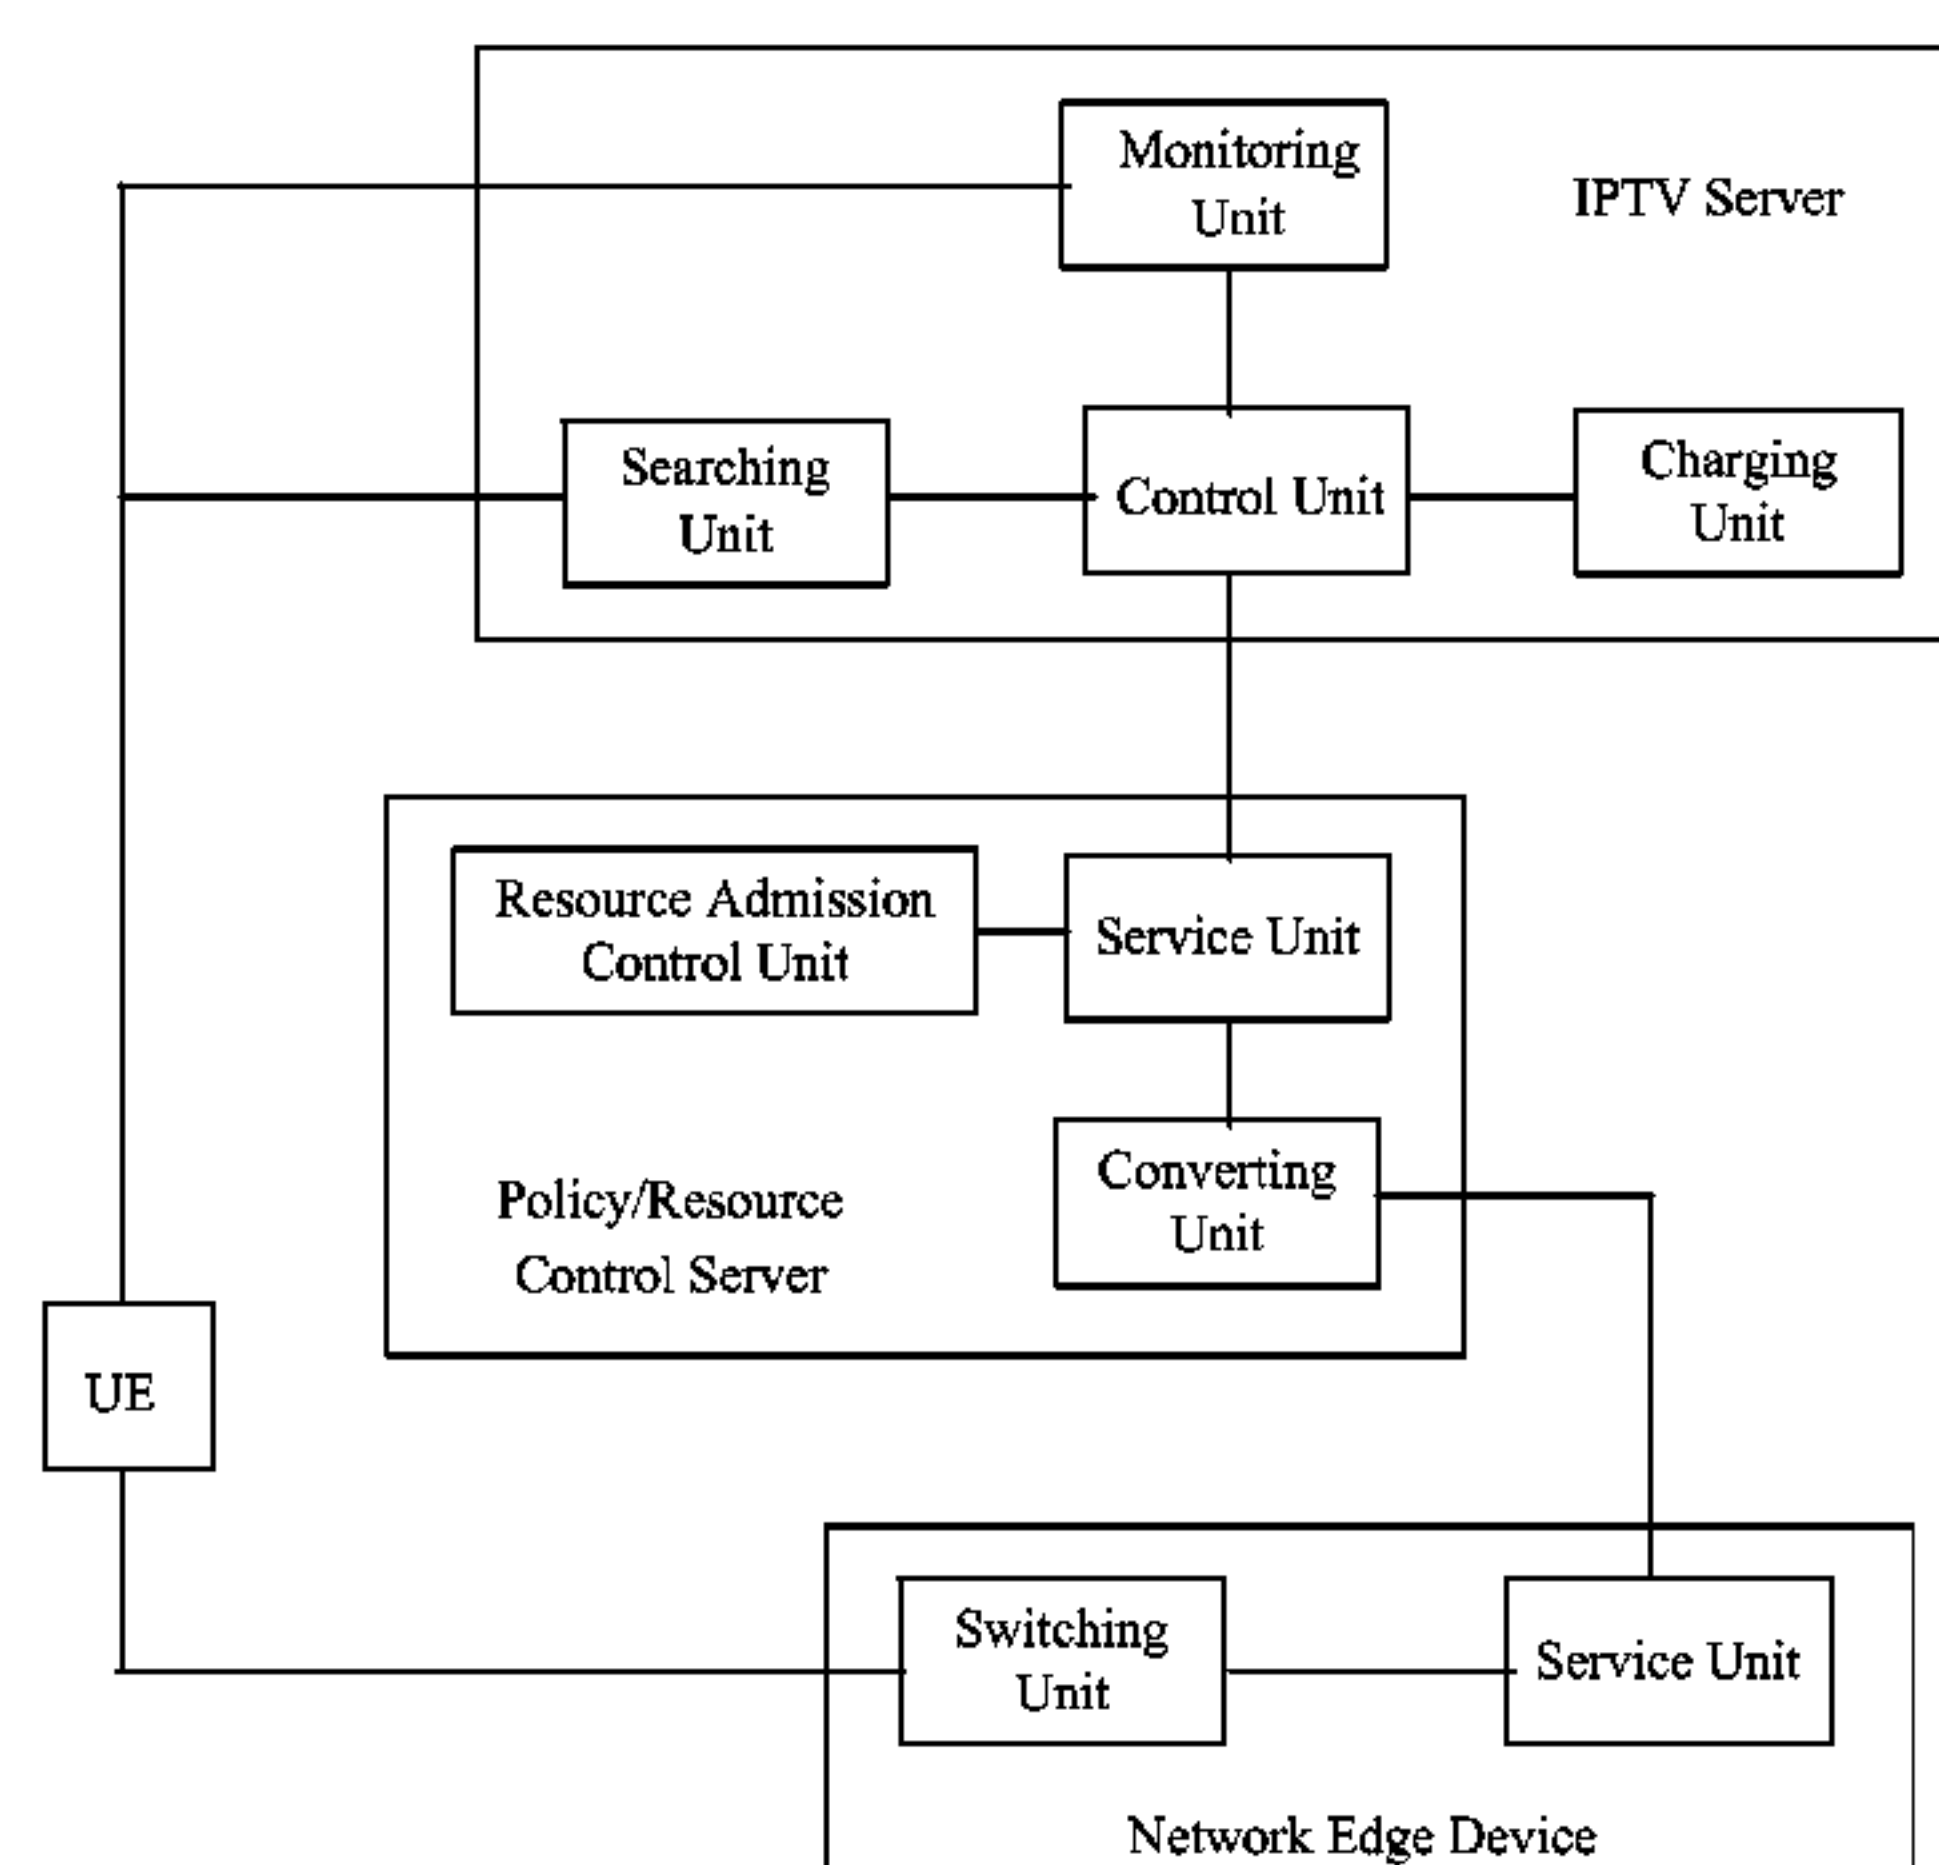 Monitoring
Unit
IPTV Server
Searching
Unit
Control Unit
Charging
Unit
Resource Admission
Control Unit
Service Unit
Converting
Unit
Policy/Resource
Control Server
UE
Switching
Unit
Service Unit
Network Edge Device